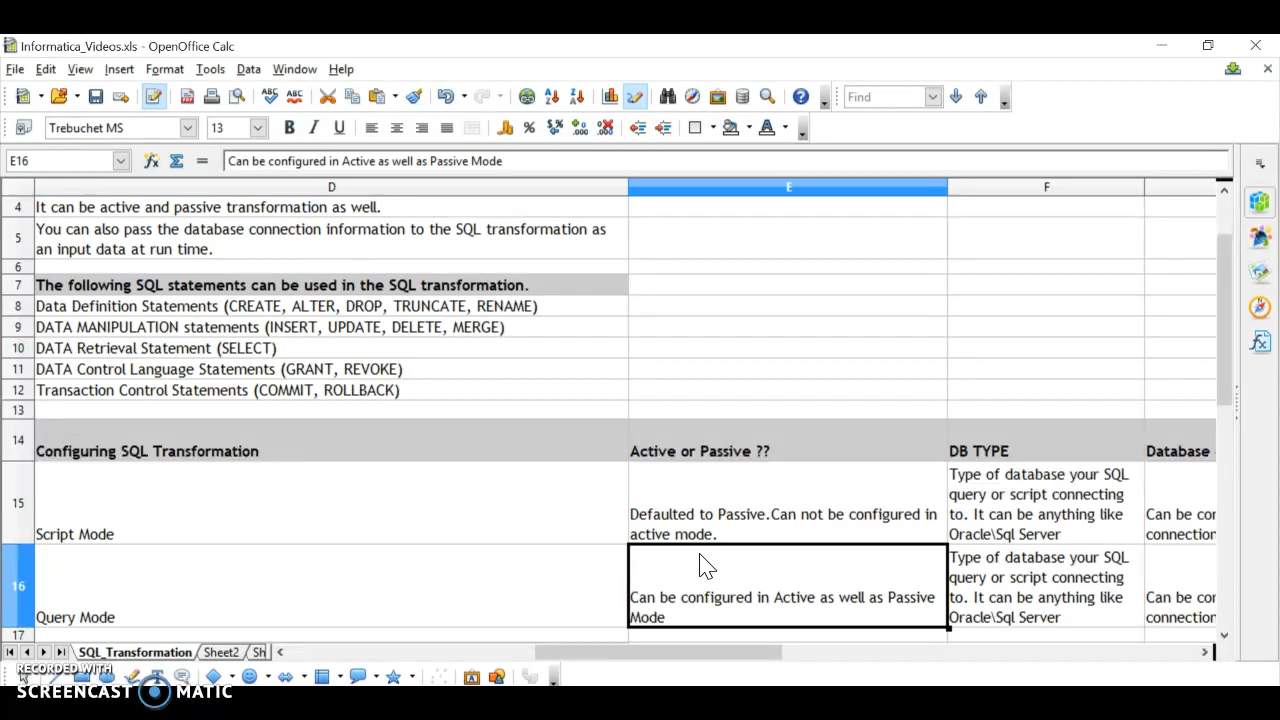 Informatica_Videos.xls - OpenOffice Calc
File Edit View Insert Format Tools Data Window Help
ABC ABC Find
Trebuchet MS 13 B I U
E16 Can be configured in Active as well as Passive Mode
D E F
4 It can be active and passive transformation as well.
5 You can also pass the database connection information to the SQL transformation as
an input data at run time.
6
7 The following SQL statements can be used in the SQL transformation.
8 Data Definition Statements (CREATE, ALTER, DROP, TRUNCATE, RENAME)
9 DATA MANIPULATION statements (INSERT, UPDATE, DELETE, MERGE)
10 DATA Retrieval Statement (SELECT)
11 DATA Control Language Statements (GRANT, REVOKE)
12 Transaction Control Statements (COMMIT, ROLLBACK)
13
14 Configuring SQL Transformation Active or Passive ?? DB TYPE Database
15
Script Mode
Defaulted to Passive.Can not be configured in
active mode.
Type of database your SQL
query or script connecting
to. It can be anything like
Oracle\Sql Server
Can be cor
connection
16
Query Mode
Can be configured in Active as well as Passive
Mode
Type of database your SQL
query or script connecting
to. It can be anything like
Oracle\Sql Server
Can be cor
connection
17
SQL_Transformation Sheet2 Sh
RECORDED WITH
SCREENCAST MATIC